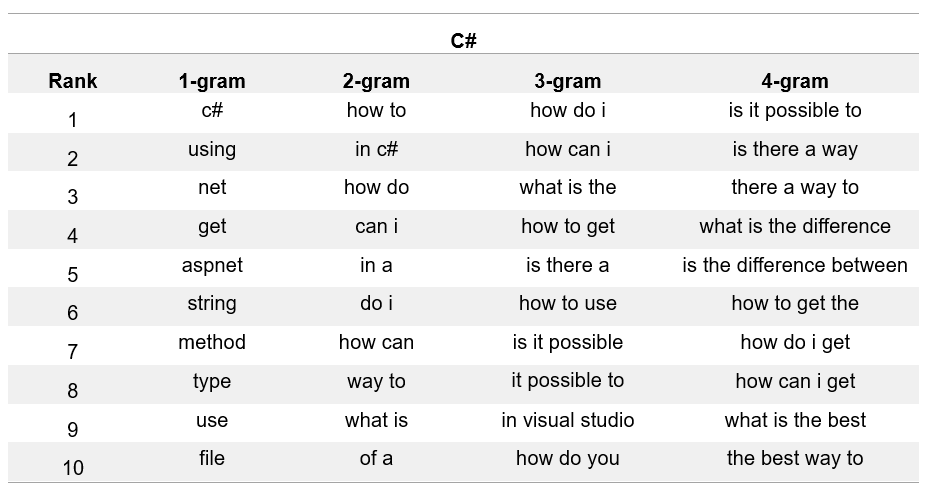 C#
Rank 1-gram 2-gram 3-gram 4-gram
1 c# how to how do i is it possible to
2 using in c# how can i is there a way
3 net how do what is the there a way to
4 get can i how to get what is the difference
5 aspnet in a is there a is the difference between
6 string do i how to use how to get the
7 method how can is it possible how do i get
8 type way to it possible to how can i get
9 use what is in visual studio what is the best
10 file of a how do you the best way to